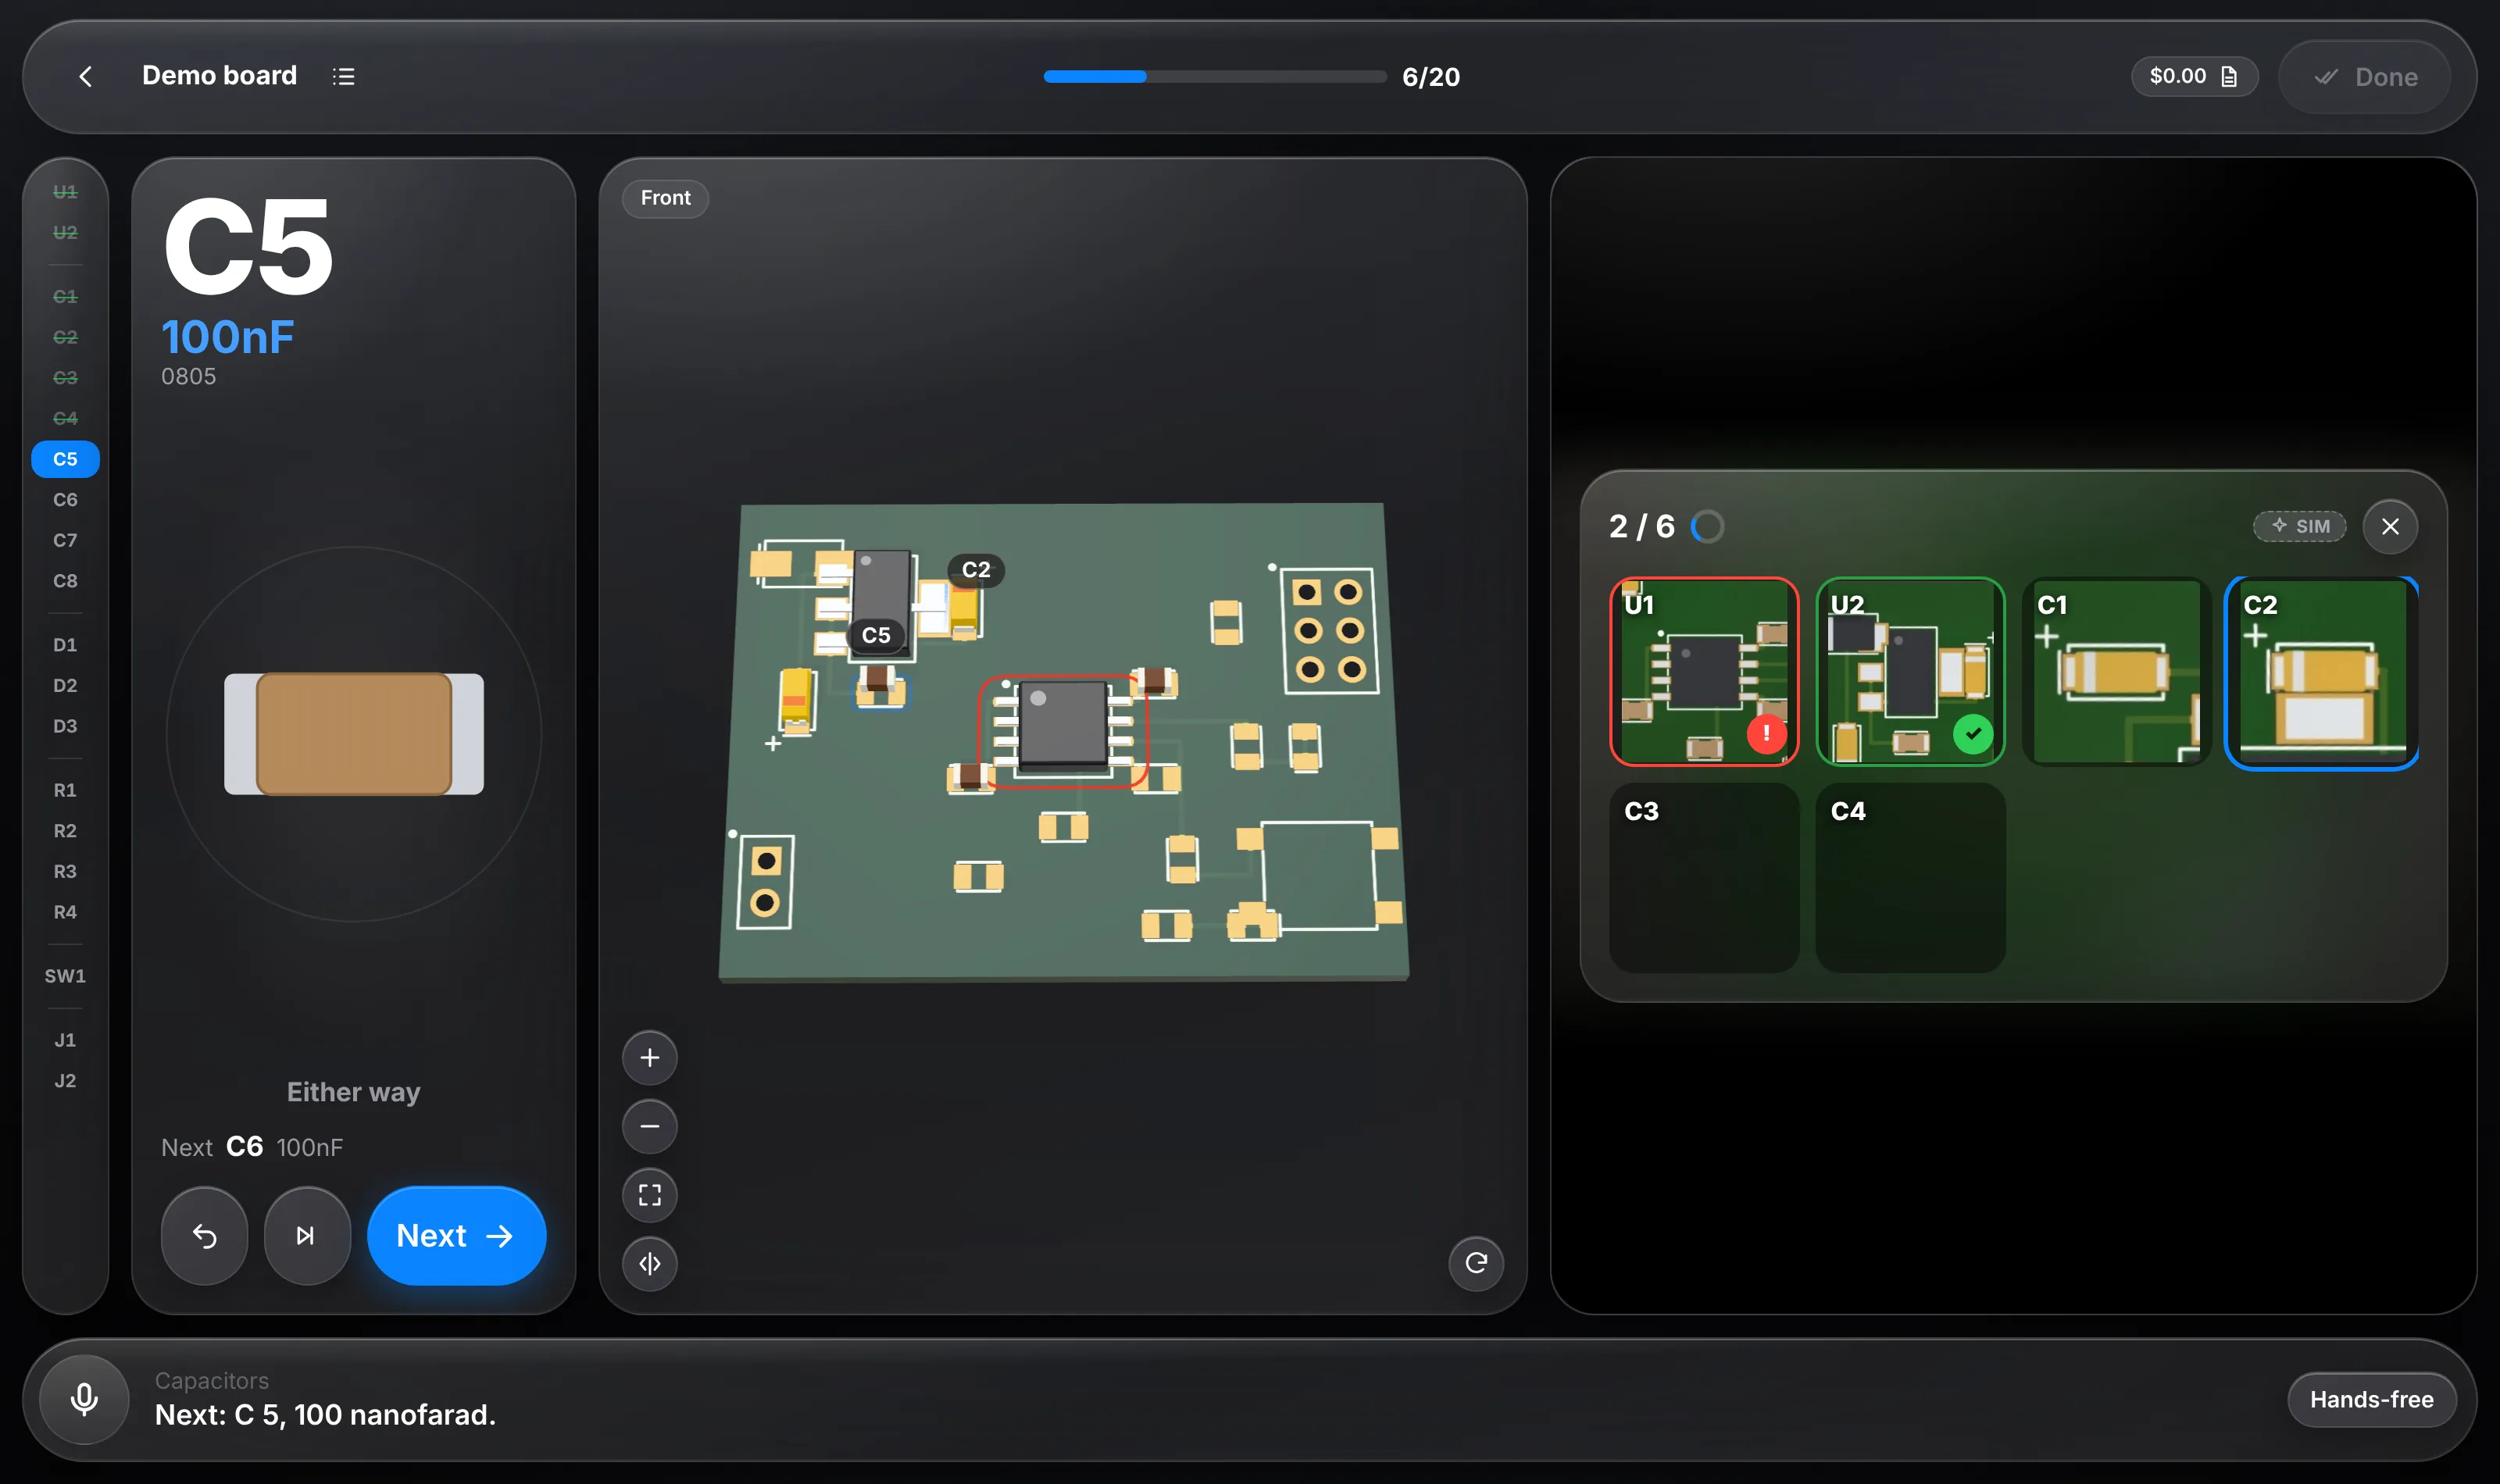 Demo board
6/20
$0.00
Done
U1
U2
C1
C2
C3
C4
C5
C6
C7
C8
D1
D2
D3
R1
R2
R3
R4
SW1
J1
J2
C5
100nF
0805
Either way
Next C6 100nF
Next
Front
C2
C5
2 / 6
SIM
U1
U2
C1
C2
C3
C4
Capacitors
Next: C 5, 100 nanofarad.
Hands-free